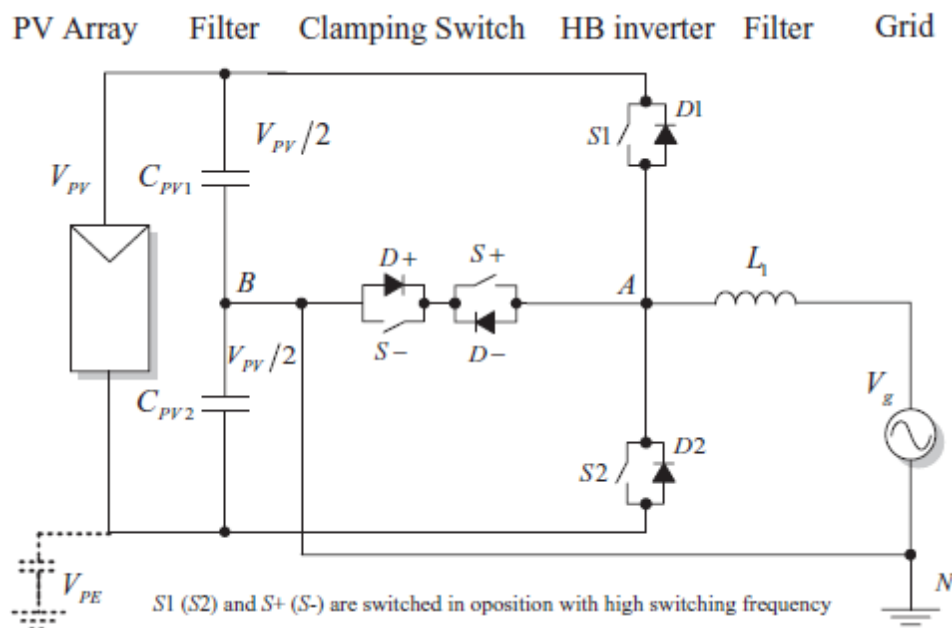 PV Array Filter Clamping Switch HB inverter Filter Grid
V_PV/2
D1
S1
V_PV
C_PV1
D+ S+
B
A
L1
S- D-
V_PV/2
C_PV2
V_g
D2
S2
V_PE
N
S1 (S2) and S+ (S-) are switched in oposition with high switching frequency